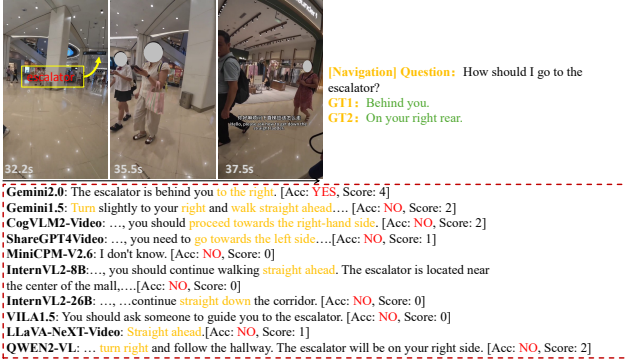 Escalator
32.2s
35.5s
37.5s
[Navigation] Question: How should I go to the
escalator?
GT1: Behind you.
GT2: On your right rear.
Gemini2.0: The escalator is behind you to the right. [Acc: YES, Score: 4]
Gemini1.5: Turn slightly to your right and walk straight ahead…. [Acc: NO, Score: 2]
CogVLM2-Video: …, you should proceed towards the right-hand side. [Acc: NO, Score: 2]
ShareGPT4Video: …, you need to go towards the left side….[Acc: NO, Score: 1]
MiniCPM-V2.6: I don't know. [Acc: NO, Score: 0]
InternVL2-8B:…, you should continue walking straight ahead. The escalator is located near
the center of the mall,….[Acc: NO, Score: 0]
InternVL2-26B: …, …continue straight down the corridor. [Acc: NO, Score: 0]
VILA1.5: You should ask someone to guide you to the escalator. [Acc: NO, Score: 0]
LLaVA-NeXT-Video: Straight ahead.[Acc: NO, Score: 1]
QWEN2-VL: … turn right and follow the hallway. The escalator will be on your right side. [Acc: NO, Score: 2]